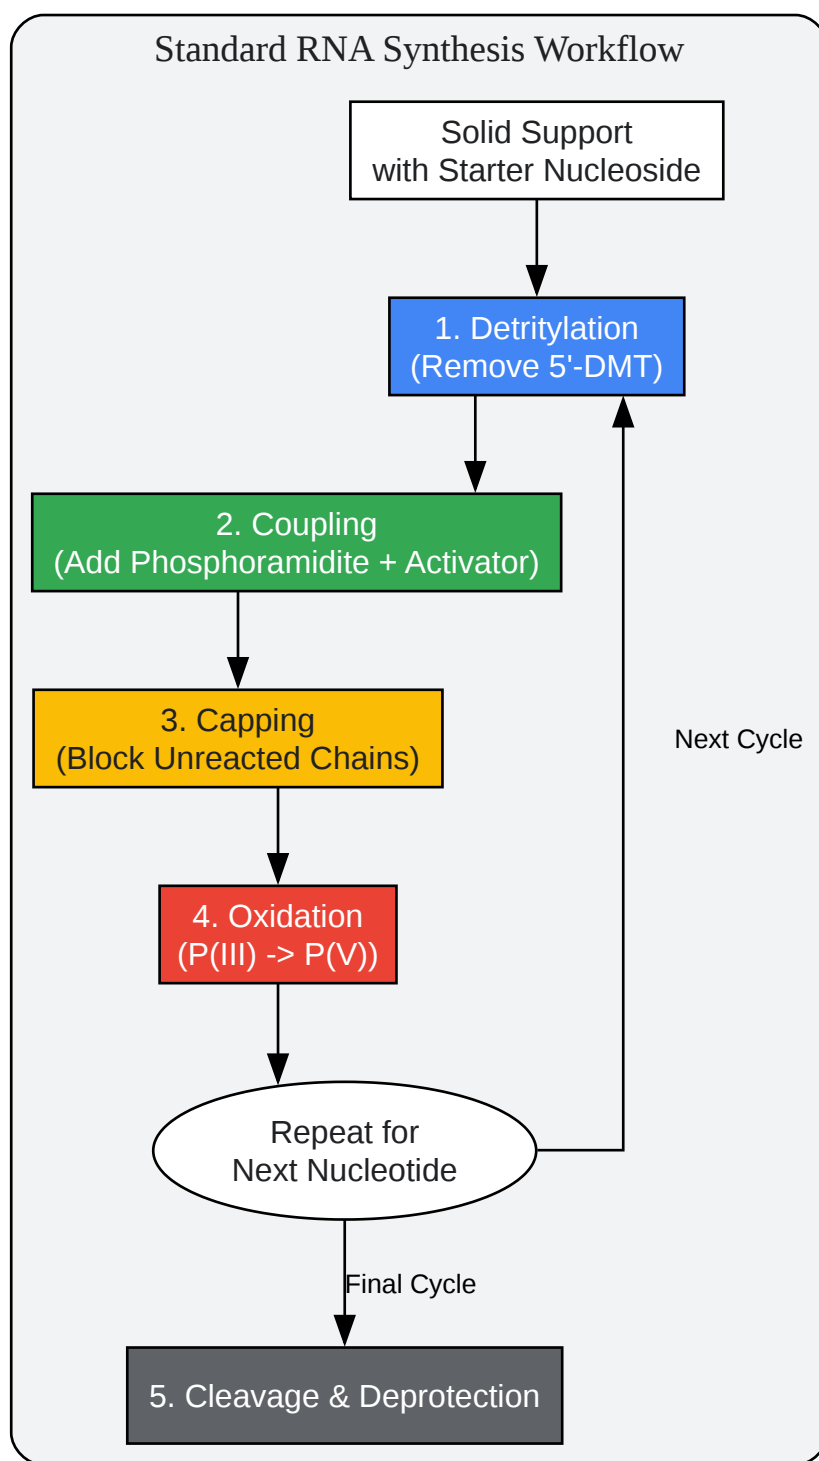 Standard RNA Synthesis Workflow
Solid Support
with Starter Nucleoside
1. Detritylation
(Remove 5'-DMT)
2. Coupling
(Add Phosphoramidite + Activator)
3. Capping
(Block Unreacted Chains)
Next Cycle
4. Oxidation
(P(III) -> P(V))
Repeat for
Next Nucleotide
Final Cycle
5. Cleavage & Deprotection